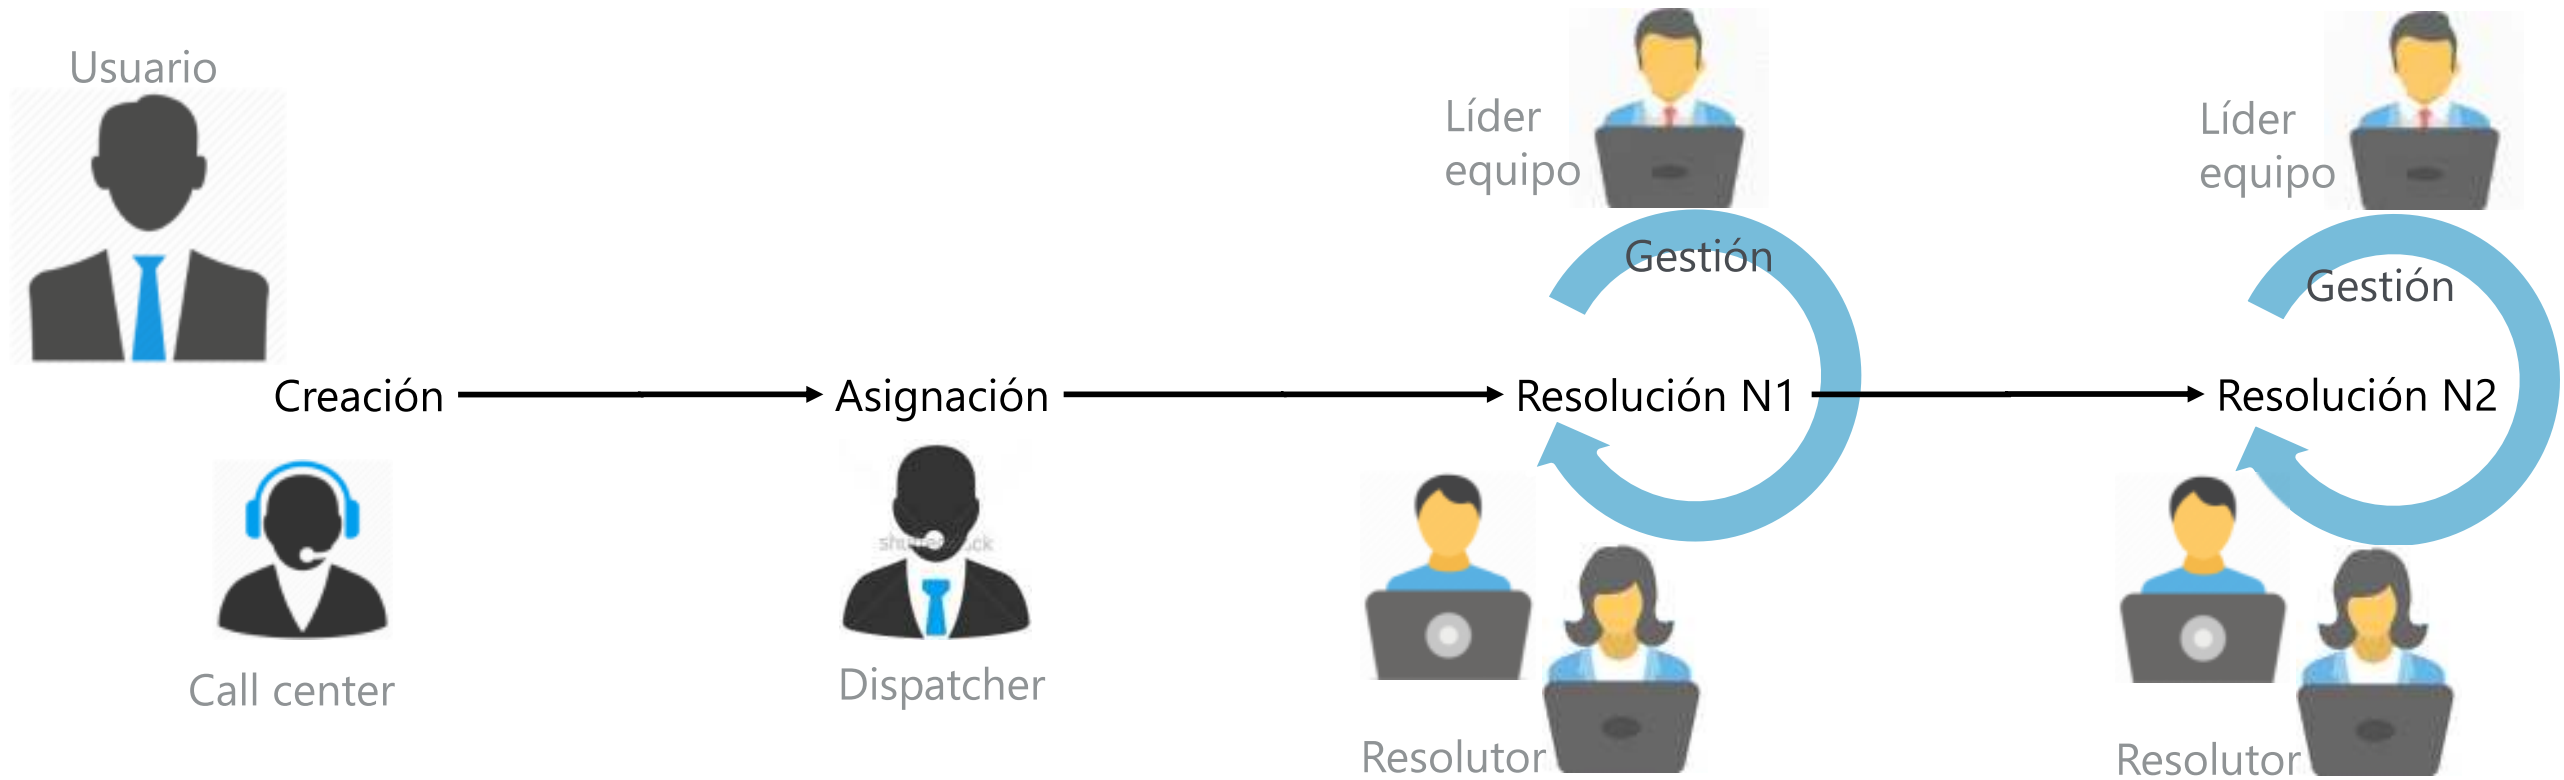 Usuario
Líder
equipo
Líder
equipo
Gestión
Gestión
Creación
Asignación
Resolución N1
Resolución N2
Call center
Dispatcher
Resolutor
Resolutor